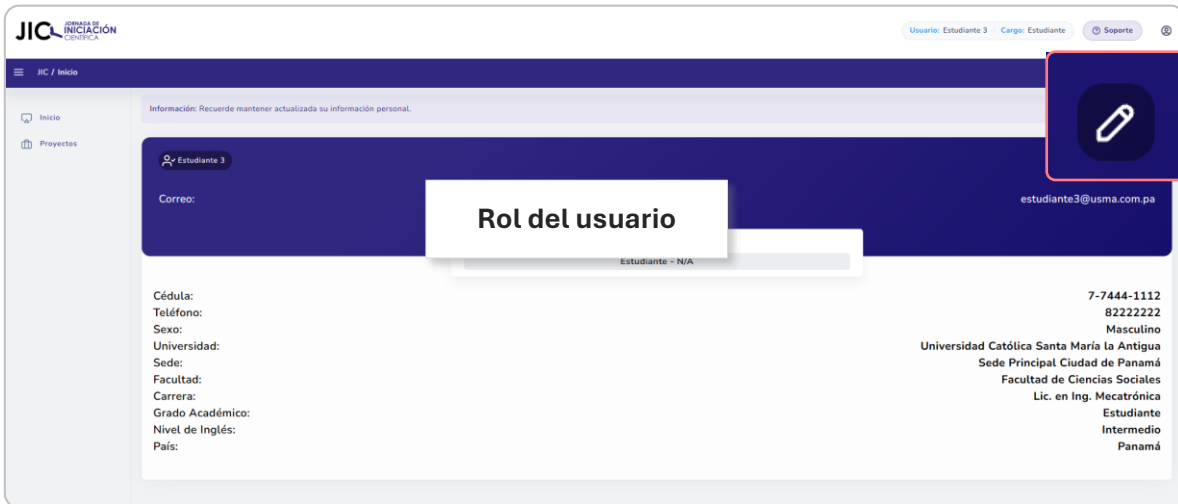 JIC JORNADA DE INICIACIÓN CIENTÍFICA
Usuario: Estudiante 3 Cargo: Estudiante Soporte
JIC / Inicio
Inicio
Proyectos
Información: Recuerde mantener actualizada su información personal.
Estudiante 3
Correo: estudiante3@usma.com.pa
Rol del usuario
Estudiante - N/A
Cédula: 7-7444-1112
Teléfono: 82222222
Sexo: Masculino
Universidad: Universidad Católica Santa María la Antigua
Sede: Sede Principal Ciudad de Panamá
Facultad: Facultad de Ciencias Sociales
Carrera: Lic. en Ing. Mecatrónica
Grado Académico: Estudiante
Nivel de Inglés: Intermedio
País: Panamá